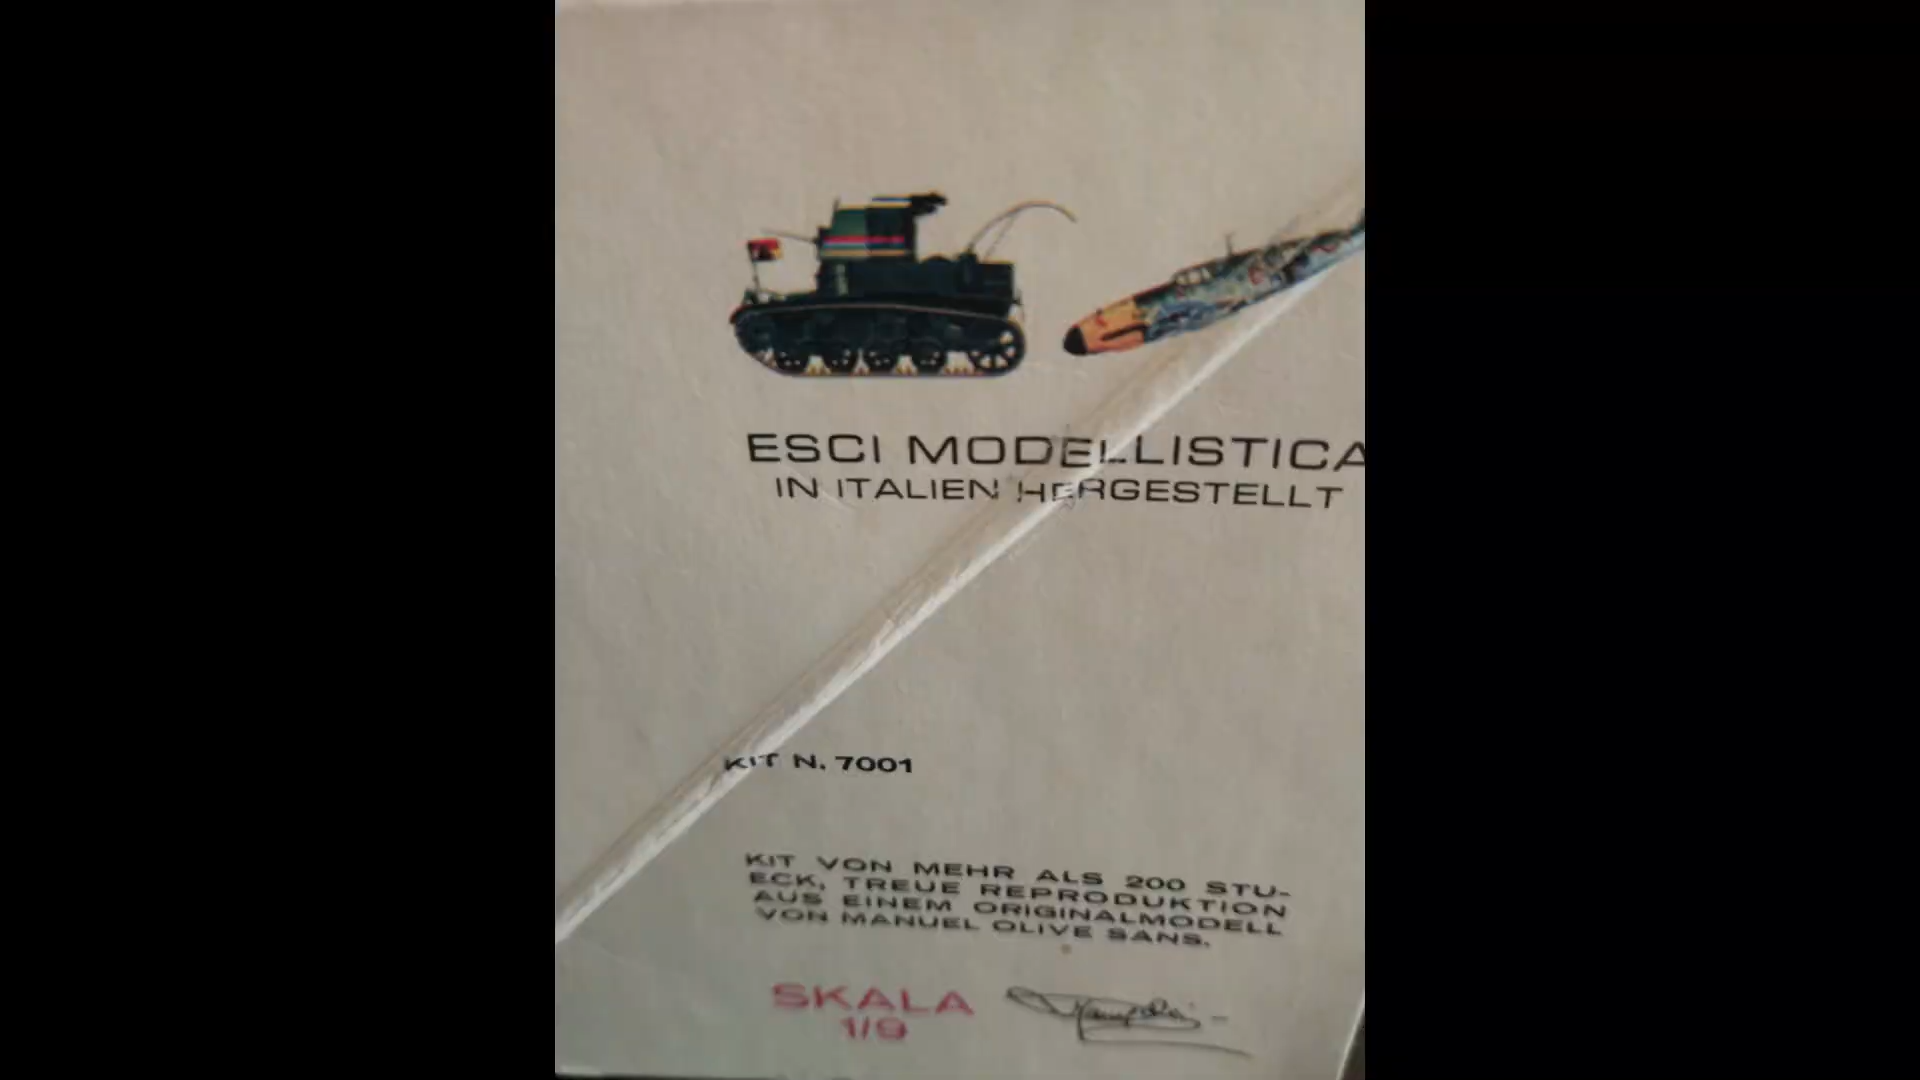 ESCI MODELLISTICA
IN ITALIEN HERGESTELLT
KIT N. 7001
KIT VON MEHR ALS 200 STU-
ECK, TREUE REPRODUKTION
AUS EINEM ORIGINALMODELL
VON MANUEL OLIVE SANS.
SKALA
1/9